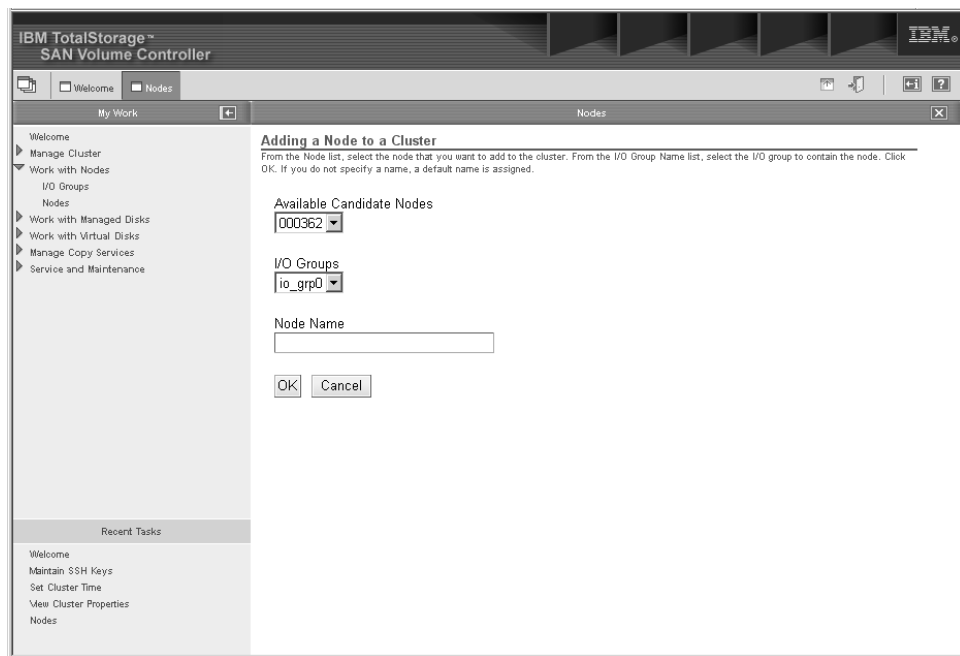 IBM TotalStorage™
SAN Volume Controller
IBM®
Welcome
Nodes
My Work
Nodes
Welcome
Manage Cluster
Work with Nodes
I/O Groups
Nodes
Work with Managed Disks
Work with Virtual Disks
Manage Copy Services
Service and Maintenance
Recent Tasks
Welcome
Maintain SSH Keys
Set Cluster Time
View Cluster Properties
Nodes
Adding a Node to a Cluster
From the Node list, select the node that you want to add to the cluster. From the I/O Group Name list, select the I/O group to contain the node. Click
OK. If you do not specify a name, a default name is assigned.
Available Candidate Nodes
000362
I/O Groups
io_grp0
Node Name
OK Cancel